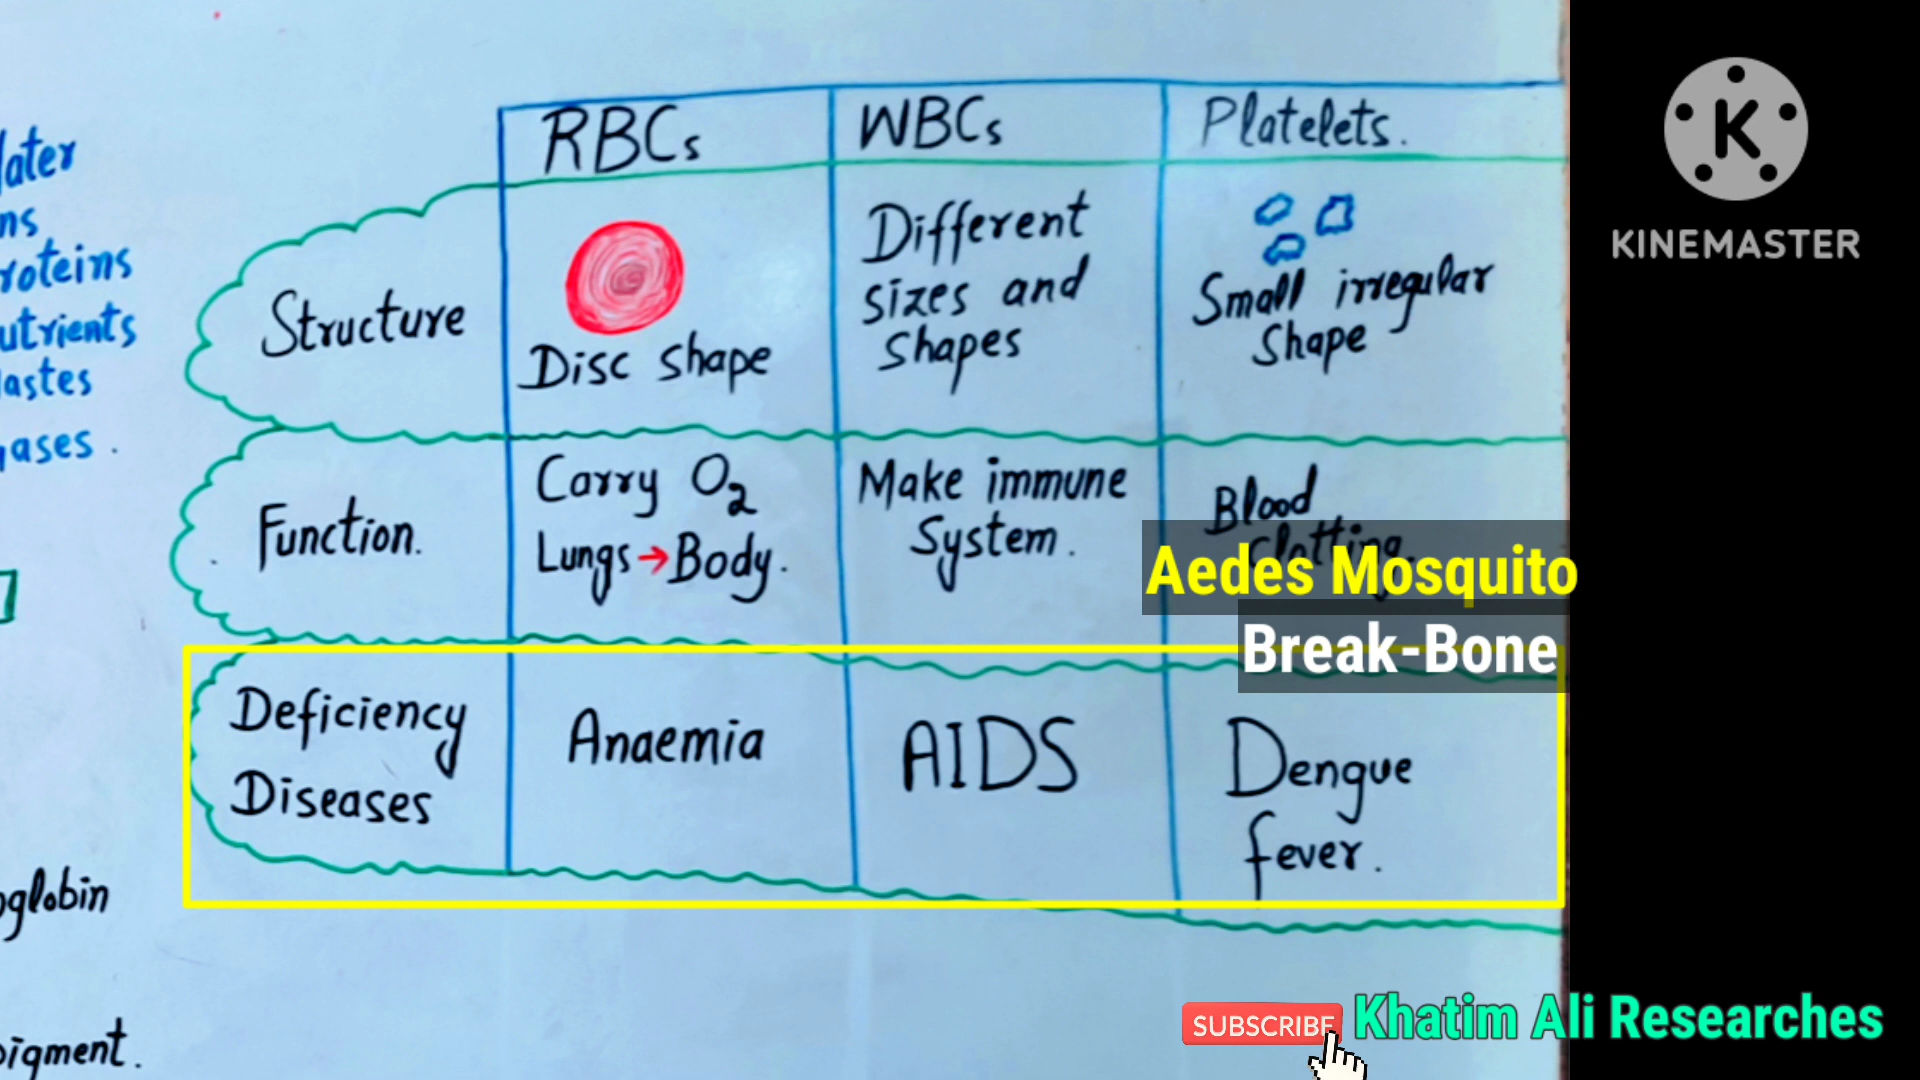 RBCs
WBCs
Platelets.
Structure
Disc shape
Different
sizes and
shapes
Small irregular
shape
Function.
Carry O₂
Lungs → Body.
Make immune
System.
Blood
clotting.
Aedes Mosquito
Break-Bone
Deficiency
Diseases
Anaemia
AIDS
Dengue
fever.
later
ns
roteins
utrients
astes
ases.
oglobin
pigment.
KINEMASTER
SUBSCRIBE
Khatim Ali Researches